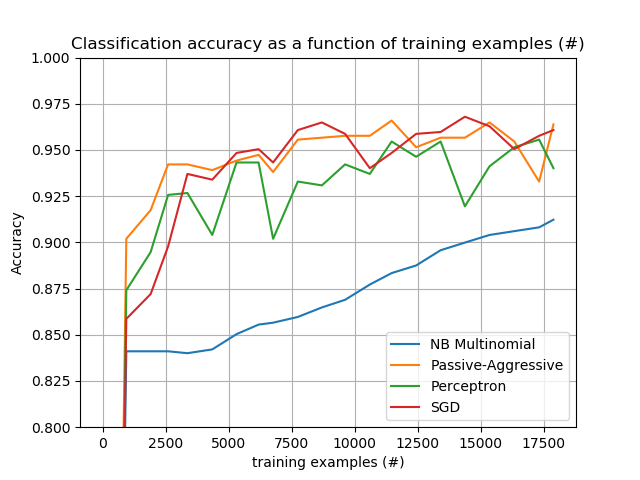 Classification accuracy as a function of training examples (#)
1.000
0.975
0.950
0.925
0.900
0.875
0.850
0.825
0.800
Accuracy
NB Multinomial
Passive-Aggressive
Perceptron
SGD
0 2500 5000 7500 10000 12500 15000 17500
training examples (#)